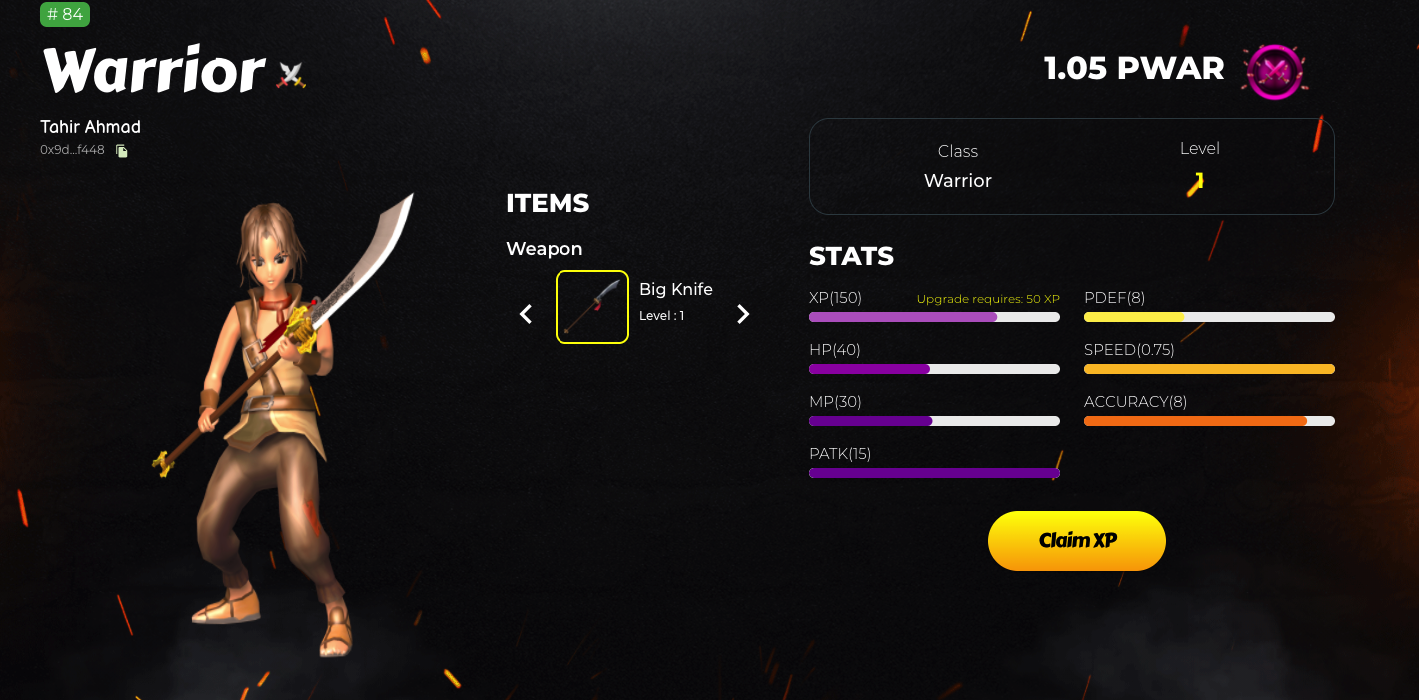 # 84
Warrior
Tahir Ahmad
0x9d...f448
1.05 PWAR
Class
Warrior
Level
1
ITEMS
Weapon
Big Knife
Level : 1
STATS
XP(150)
Upgrade requires: 50 XP
HP(40)
MP(30)
PATK(15)
PDEF(8)
SPEED(0.75)
ACCURACY(8)
Claim XP